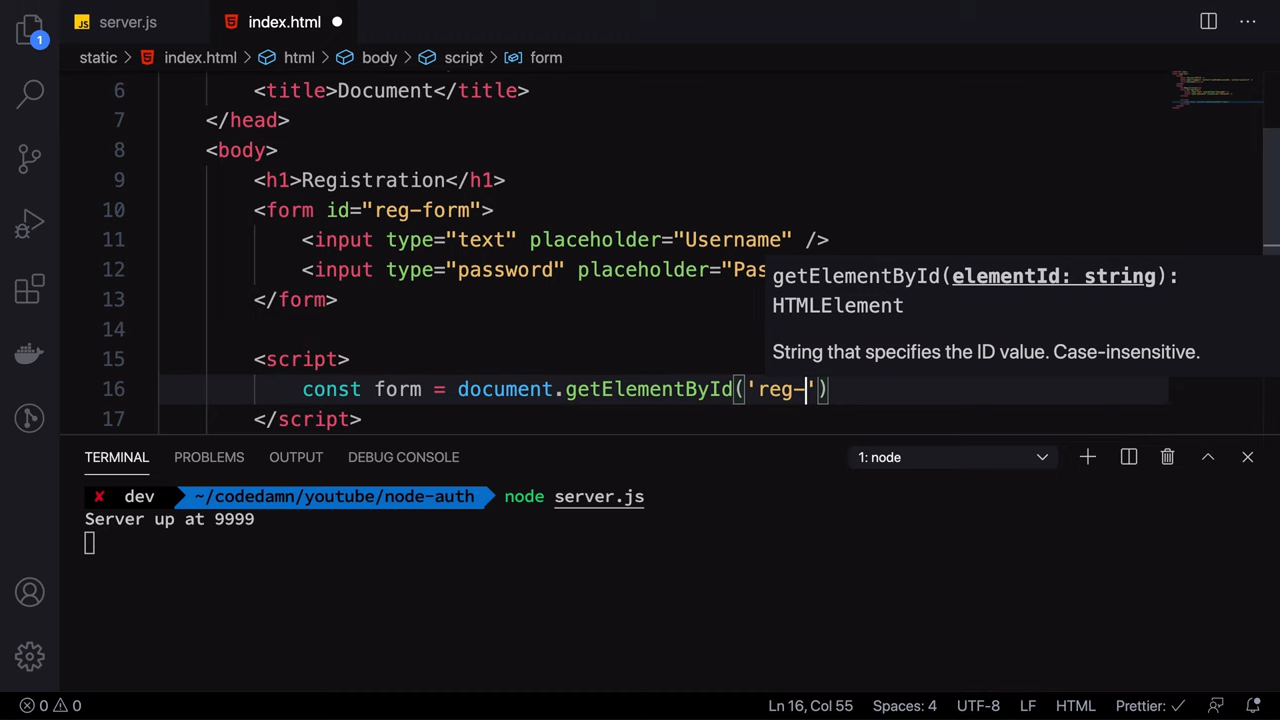 1
JS server.js
index.html
static > index.html > html > body > script > form
6 <title>Document</title>
7 </head>
8 <body>
9 <h1>Registration</h1>
10 <form id="reg-form">
11 <input type="text" placeholder="Username" />
12 <input type="password" placeholder="Pas
13 </form>
14
15 <script>
16 const form = document.getElementById('reg-')
17 </script>
getElementById(elementId: string):
HTMLElement
String that specifies the ID value. Case-insensitive.
TERMINAL PROBLEMS OUTPUT DEBUG CONSOLE 1: node
✘ dev ~/codedamn/youtube/node-auth node server.js
Server up at 9999
0 0 Ln 16, Col 55 Spaces: 4 UTF-8 LF HTML Prettier: ✓